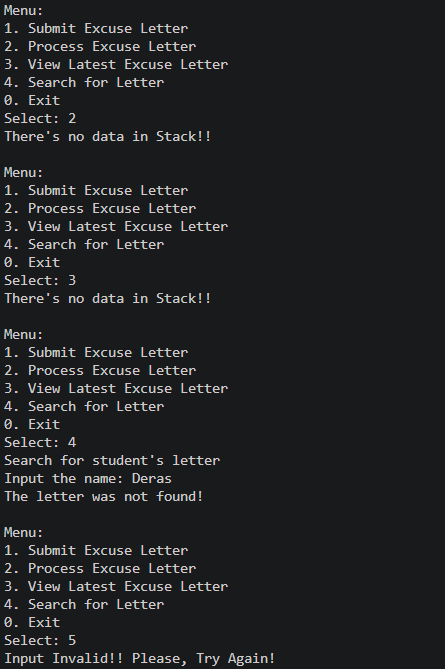 Menu:
1. Submit Excuse Letter
2. Process Excuse Letter
3. View Latest Excuse Letter
4. Search for Letter
0. Exit
Select: 2
There's no data in Stack!!

Menu:
1. Submit Excuse Letter
2. Process Excuse Letter
3. View Latest Excuse Letter
4. Search for Letter
0. Exit
Select: 3
There's no data in Stack!!

Menu:
1. Submit Excuse Letter
2. Process Excuse Letter
3. View Latest Excuse Letter
4. Search for Letter
0. Exit
Select: 4
Search for student's letter
Input the name: Deras
The letter was not found!

Menu:
1. Submit Excuse Letter
2. Process Excuse Letter
3. View Latest Excuse Letter
4. Search for Letter
0. Exit
Select: 5
Input Invalid!! Please, Try Again!